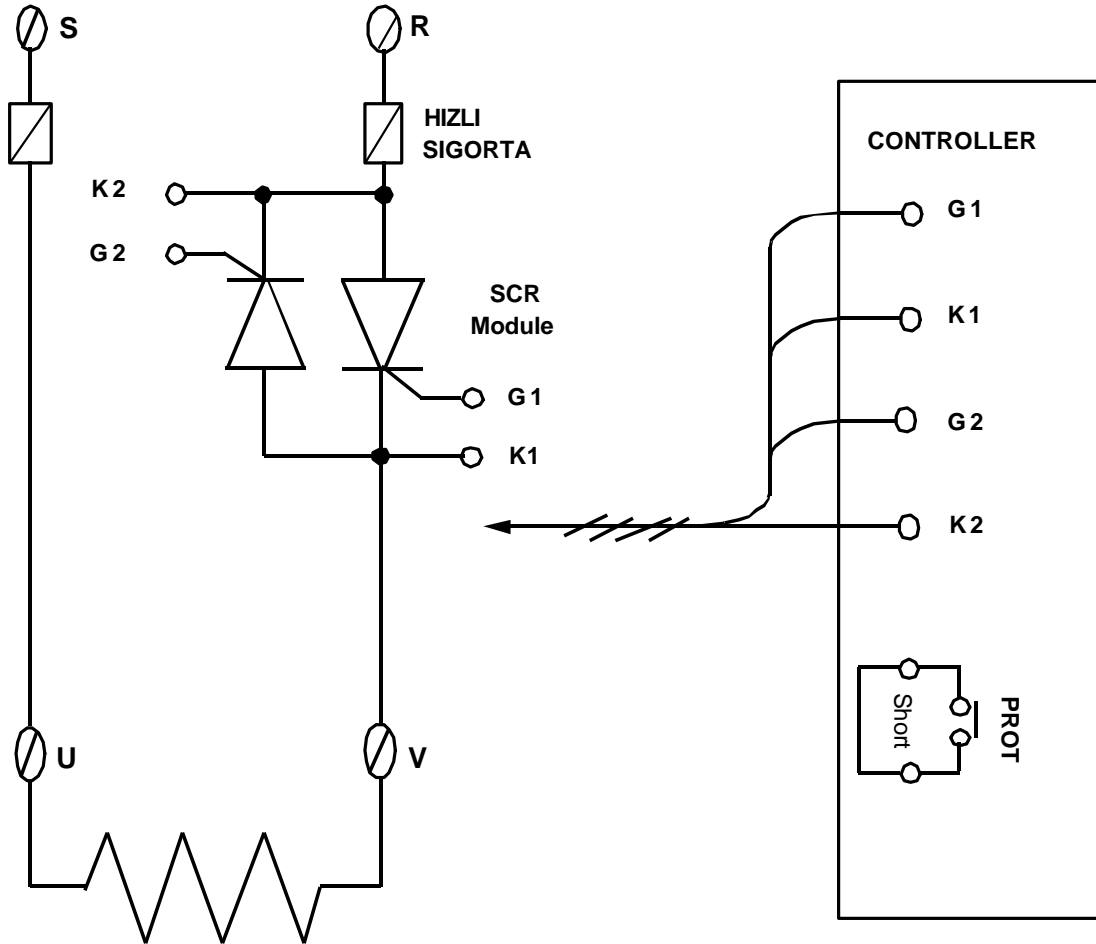 S
R
HIZLI
SIGORTA
CONTROLLER
K2
G2
G1
SCR
Module
K1
G1
K1
G2
K2
Short
PROT
U
V